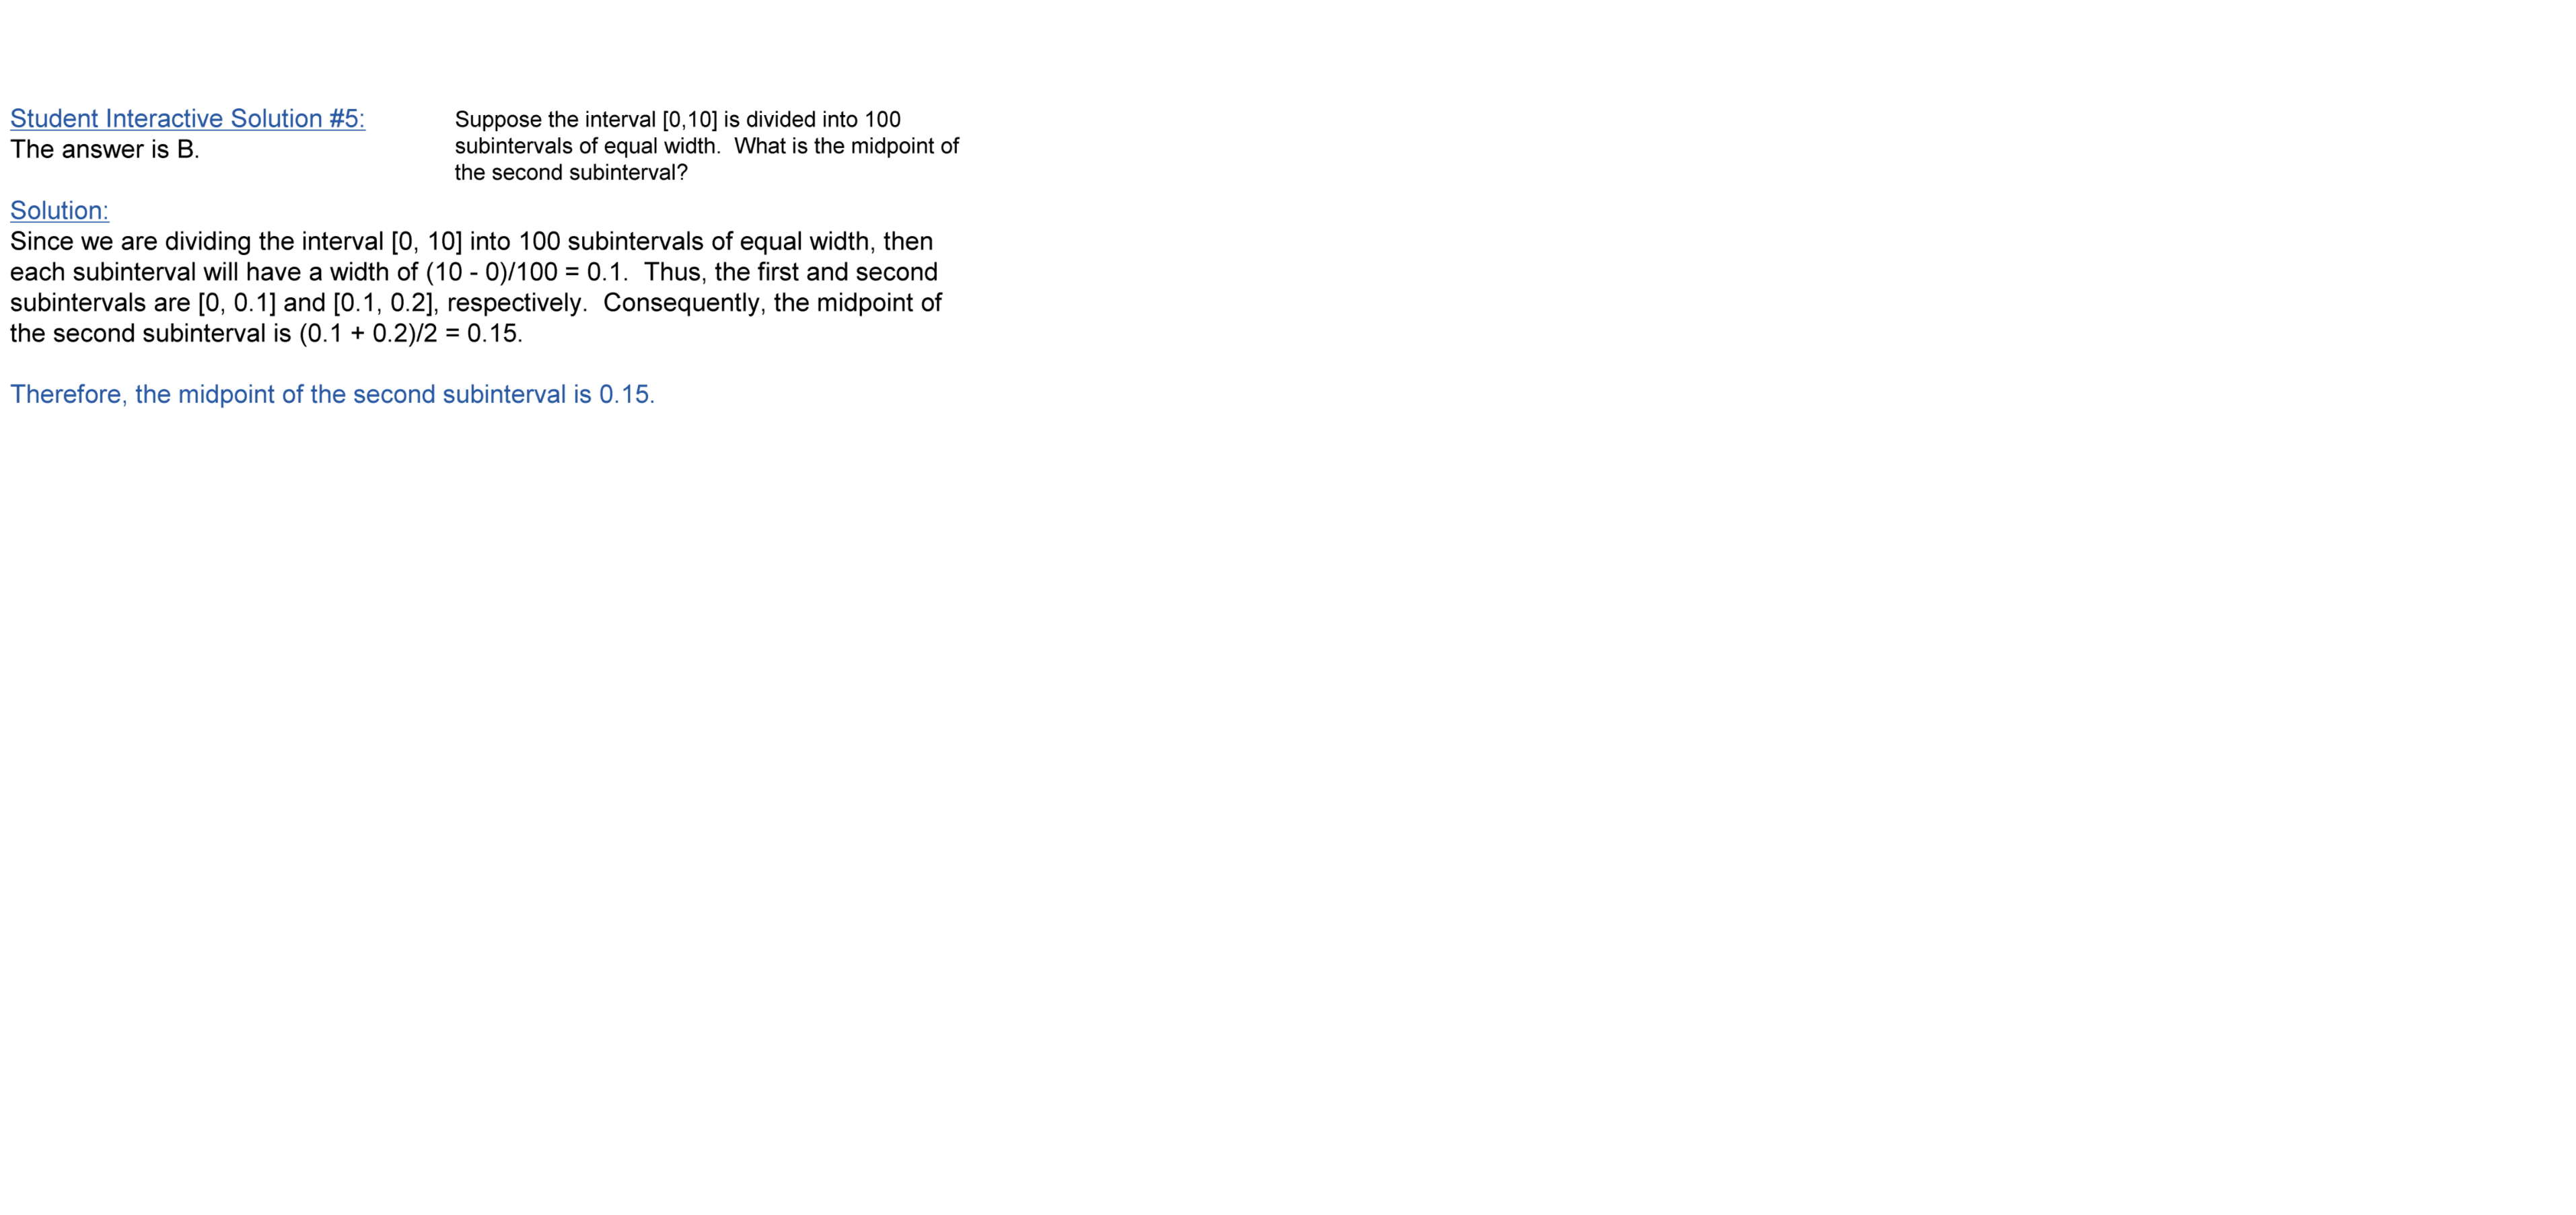 Student Interactive Solution #5:
The answer is B.
Suppose the interval [0,10] is divided into 100
subintervals of equal width.  What is the midpoint of
the second subinterval?
Solution:
Since we are dividing the interval [0, 10] into 100 subintervals of equal width, then
each subinterval will have a width of (10 - 0)/100 = 0.1.  Thus, the first and second
subintervals are [0, 0.1] and [0.1, 0.2], respectively.  Consequently, the midpoint of
the second subinterval is (0.1 + 0.2)/2 = 0.15.
Therefore, the midpoint of the second subinterval is 0.15.